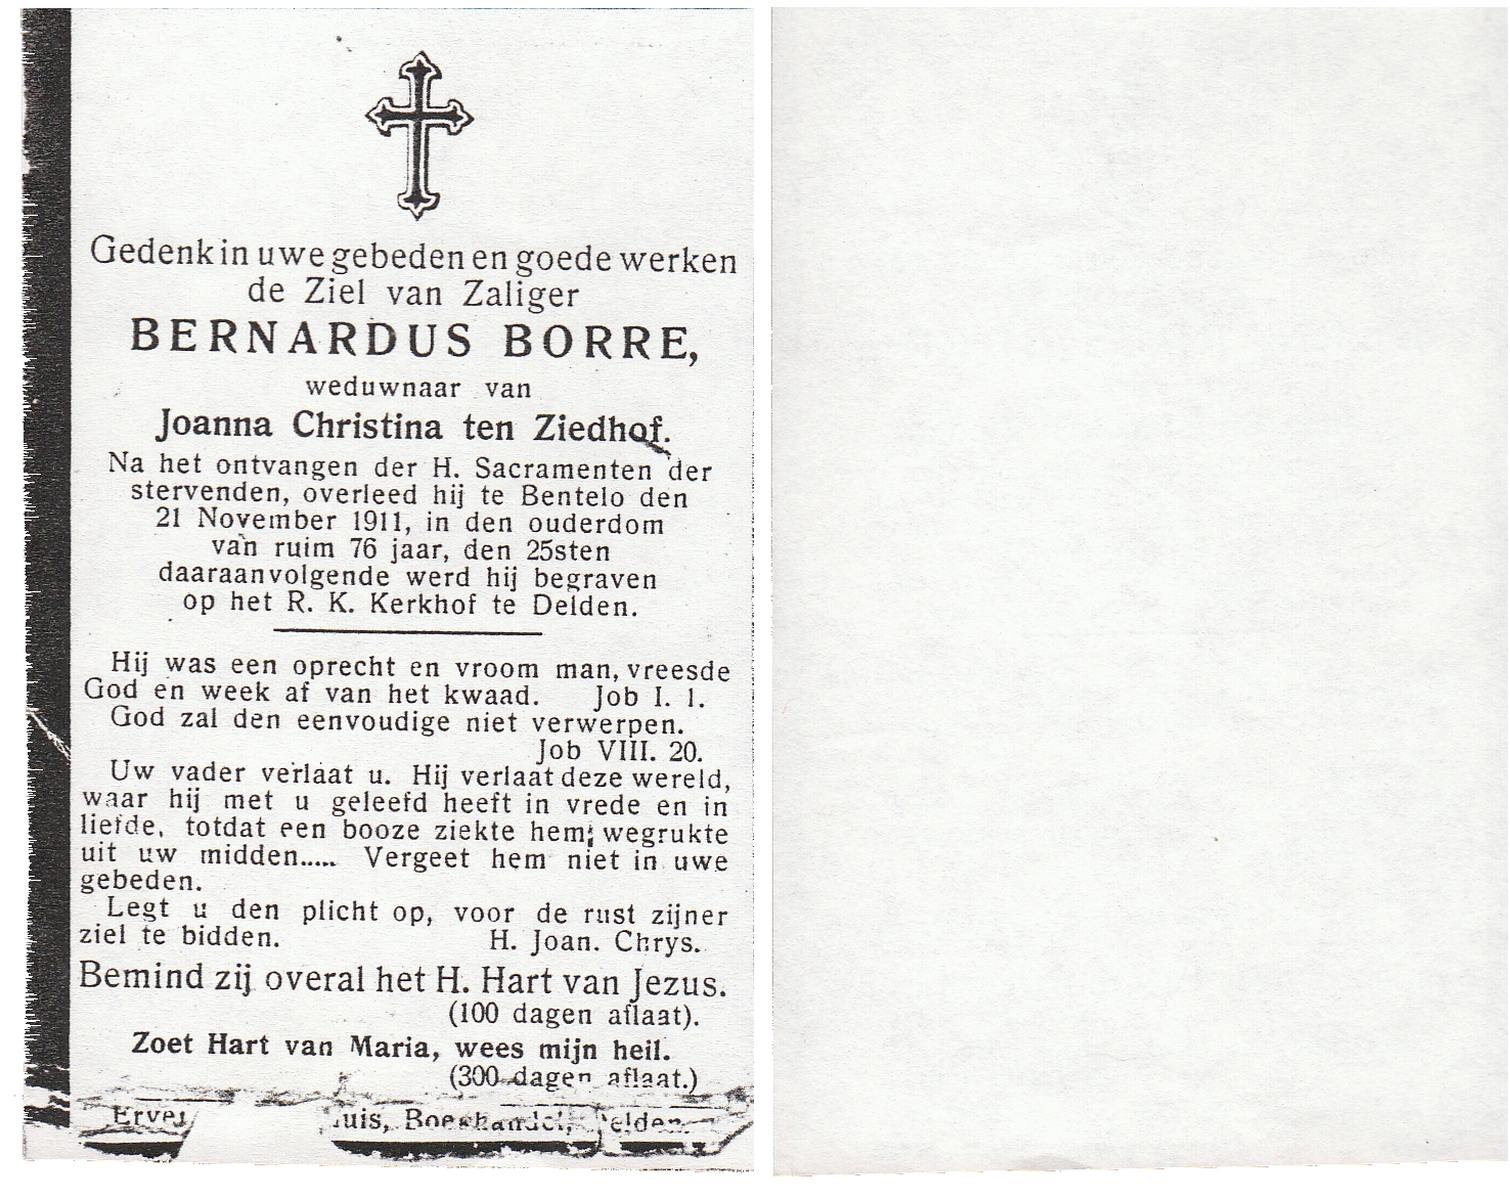 Gedenk in uwe gebeden en goede werken
de Ziel van Zaliger
BERNARDUS BORRE,
weduwnaar van
Joanna Christina ten Ziedhof.
Na het ontvangen der H. Sacramenten der
stervenden, overleed hij te Bentelo den
21 November 1911, in den ouderdom
van ruim 76 jaar, den 25sten
daaraanvolgende werd hij begraven
op het R. K. Kerkhof te Delden.
Hij was een oprecht en vroom man, vreesde
God en week af van het kwaad. Job I. 1.
God zal den eenvoudige niet verwerpen.
Job VIII. 20.
Uw vader verlaat u. Hij verlaat deze wereld,
waar hij met u geleefd heeft in vrede en in
liefde, totdat een booze ziekte hem wegrukte
uit uw midden..... Vergeet hem niet in uwe
gebeden.
Legt u den plicht op, voor de rust zijner
ziel te bidden. H. Joan. Chrys.
Bemind zij overal het H. Hart van Jezus.
(100 dagen aflaat).
Zoet Hart van Maria, wees mijn heil.
(300 dagen aflaat.)
Boekhandel, Delden